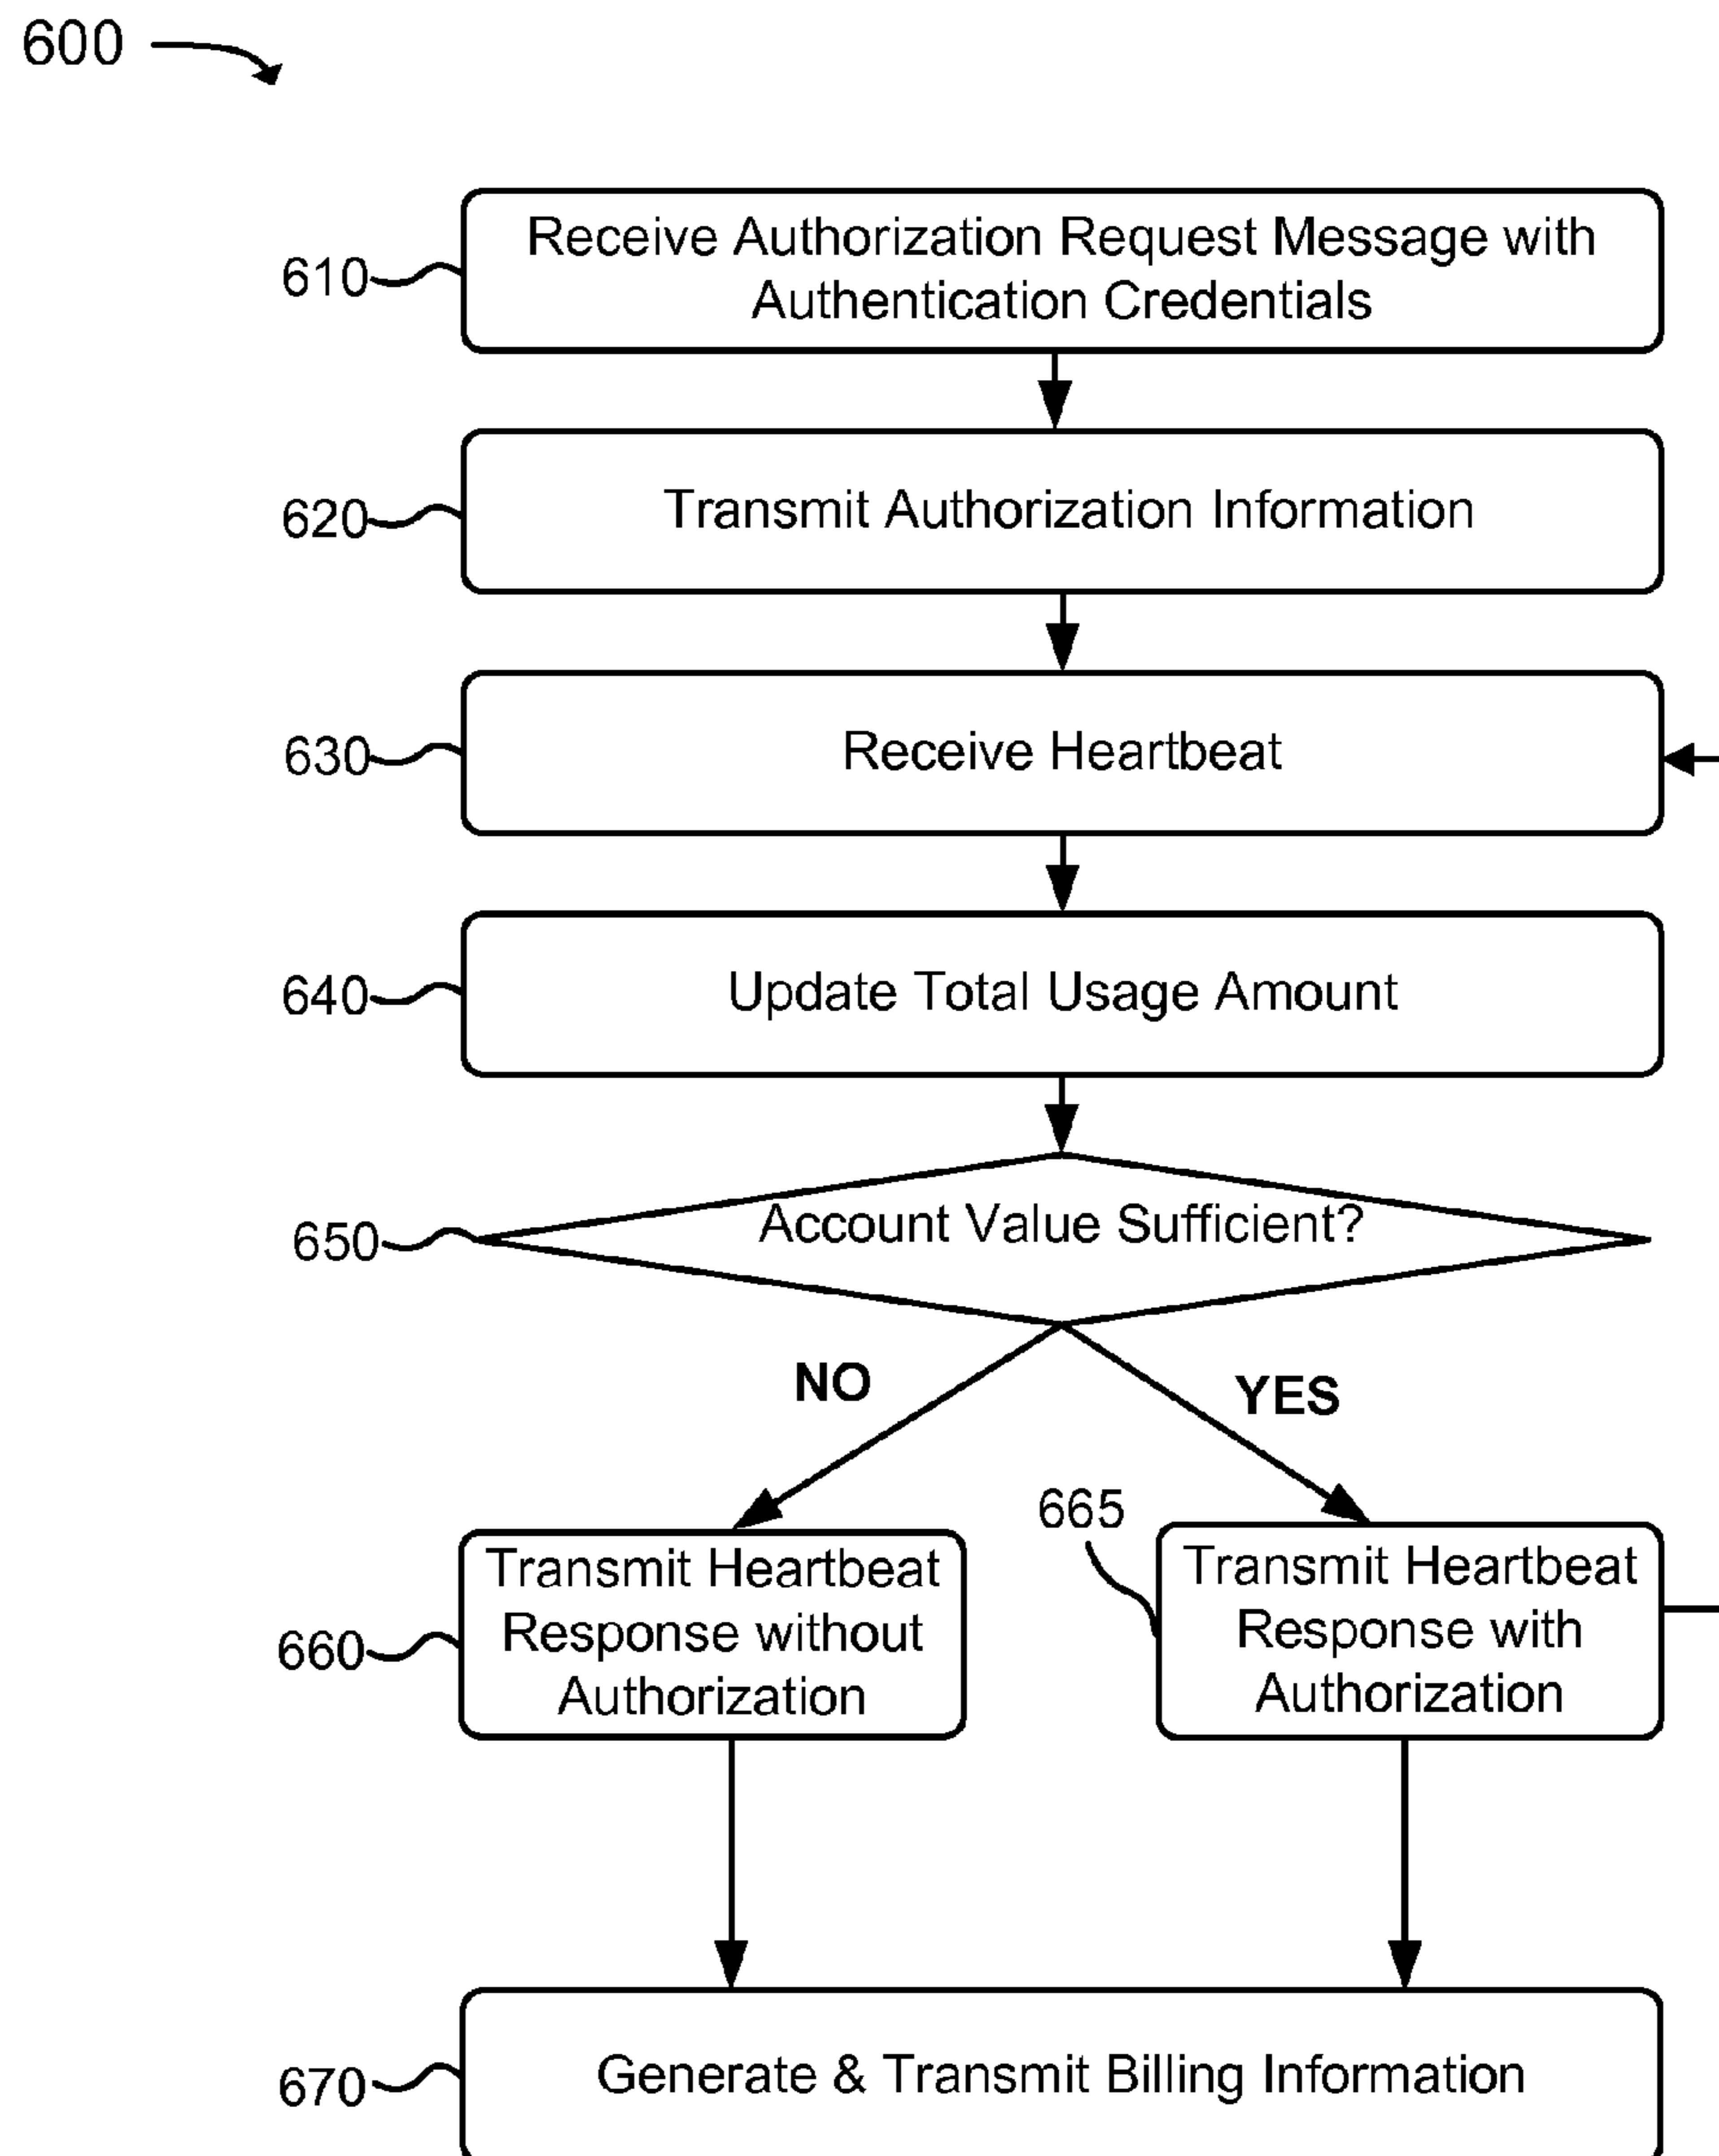 600
610
Receive Authorization Request Message with
Authentication Credentials
620
Transmit Authorization Information
630
Receive Heartbeat
640
Update Total Usage Amount
650
Account Value Sufficient?
NO
YES
660
Transmit Heartbeat
Response without
Authorization
665
Transmit Heartbeat
Response with
Authorization
670
Generate & Transmit Billing Information